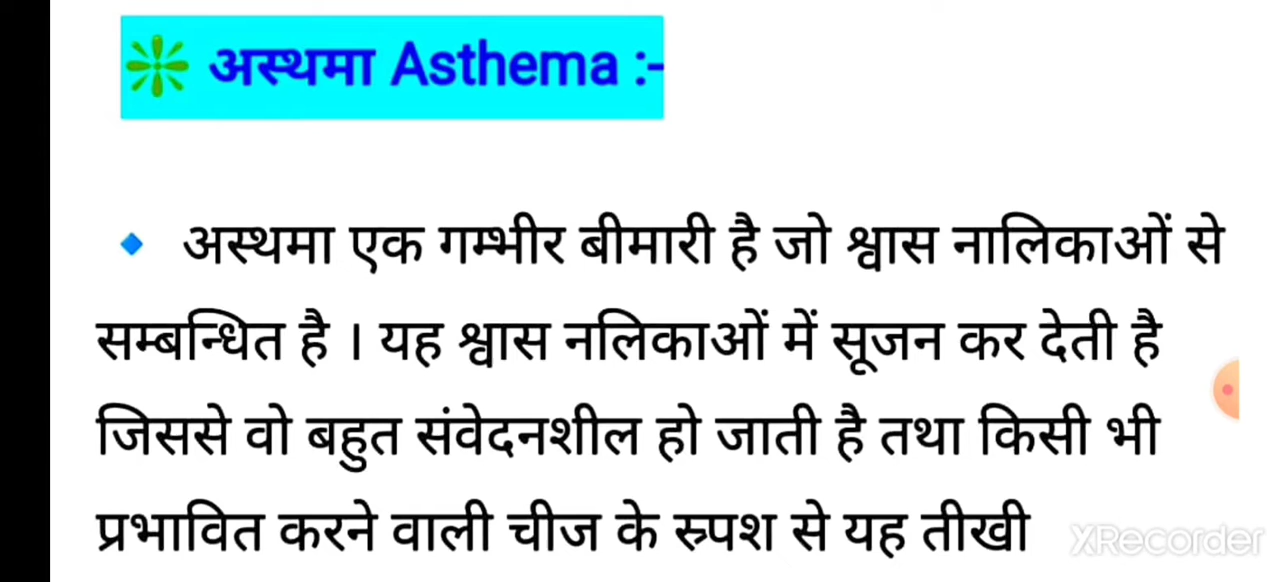 अस्थमा Asthema :-
अस्थमा एक गम्भीर बीमारी है जो श्वास नालिकाओं से
सम्बन्धित है । यह श्वास नलिकाओं में सूजन कर देती है
जिससे वो बहुत संवेदनशील हो जाती है तथा किसी भी
प्रभावित करने वाली चीज के स्र्पश से यह तीखी
XRecorder